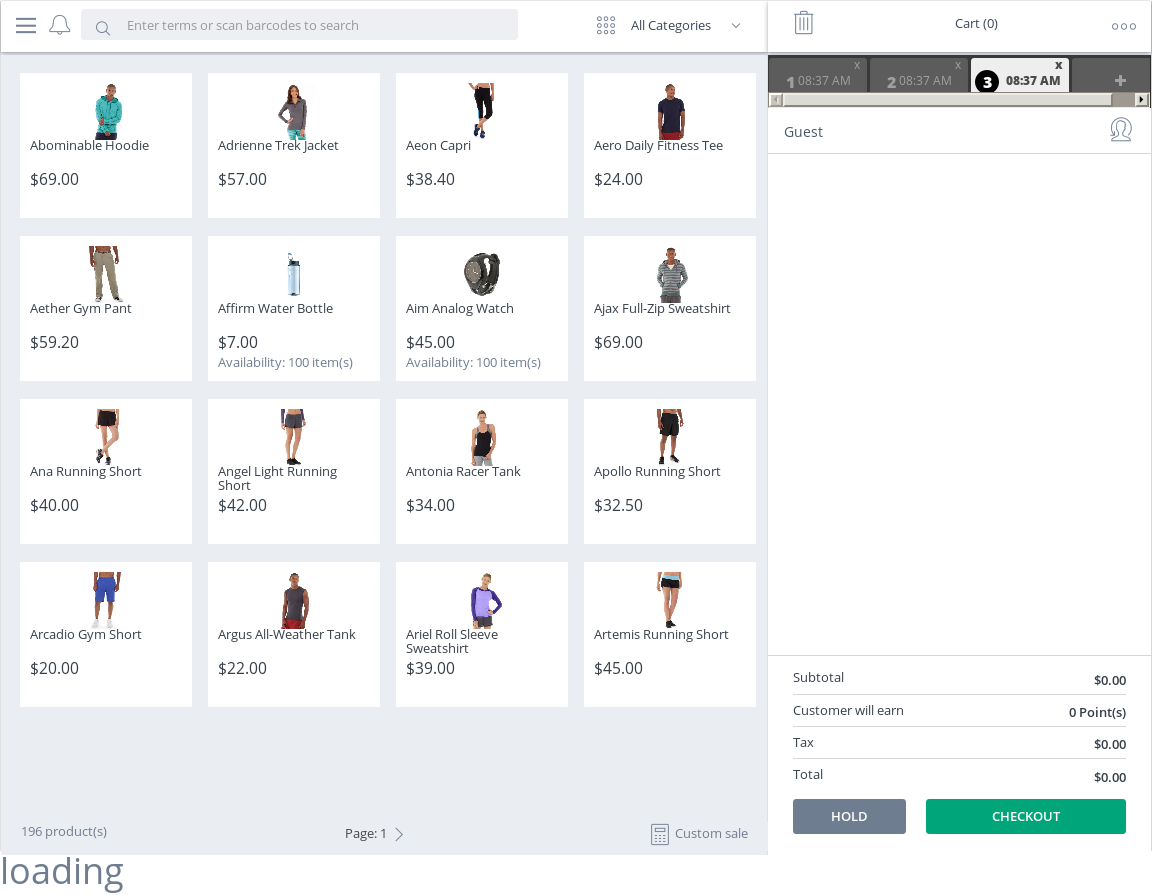 Enter terms or scan barcodes to search
All Categories
Cart (0)
1 08:37 AM x
2 08:37 AM x
3 08:37 AM x
+
Guest
Abominable Hoodie
$69.00
Adrienne Trek Jacket
$57.00
Aeon Capri
$38.40
Aero Daily Fitness Tee
$24.00
Aether Gym Pant
$59.20
Affirm Water Bottle
$7.00
Availability: 100 item(s)
Aim Analog Watch
$45.00
Availability: 100 item(s)
Ajax Full-Zip Sweatshirt
$69.00
Ana Running Short
$40.00
Angel Light Running
Short
$42.00
Antonia Racer Tank
$34.00
Apollo Running Short
$32.50
Arcadio Gym Short
$20.00
Argus All-Weather Tank
$22.00
Ariel Roll Sleeve
Sweatshirt
$39.00
Artemis Running Short
$45.00
196 product(s)
Page: 1
Custom sale
Subtotal $0.00
Customer will earn 0 Point(s)
Tax $0.00
Total $0.00
HOLD
CHECKOUT
loading